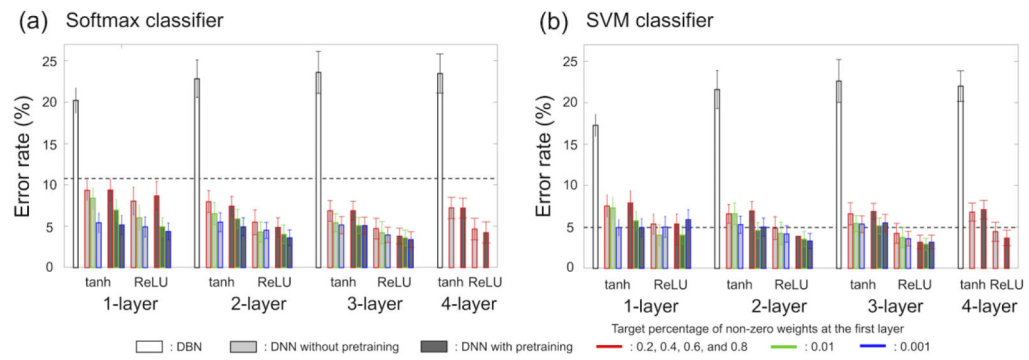 (a) Softmax classifier
Error rate (%)
25
20
15
10
5
0
tanh ReLU tanh ReLU tanh ReLU tanh ReLU
1-layer 2-layer 3-layer 4-layer
(b) SVM classifier
Error rate (%)
25
20
15
10
5
0
tanh ReLU tanh ReLU tanh ReLU tanh ReLU
1-layer 2-layer 3-layer 4-layer
Target percentage of non-zero weights at the first layer
: DBN : DNN without pretraining : DNN with pretraining : 0.2, 0.4, 0.6, and 0.8 : 0.01 : 0.001